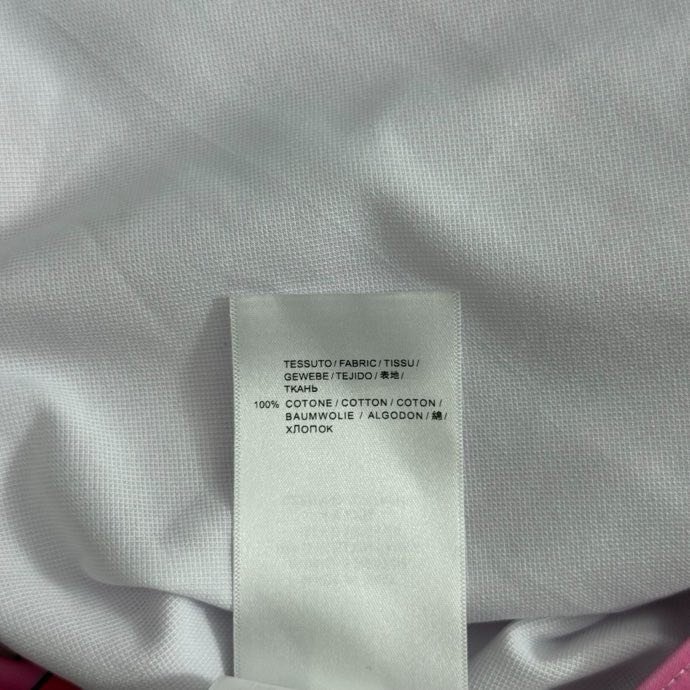 TESSUTO / FABRIC / TISSU /
GEWEBE / TEJIDO / 表地 /
ТКАНЬ
100% COTONE / COTTON / COTON /
BAUMWOLIE / ALGODON / 綿 /
ХЛОПОК